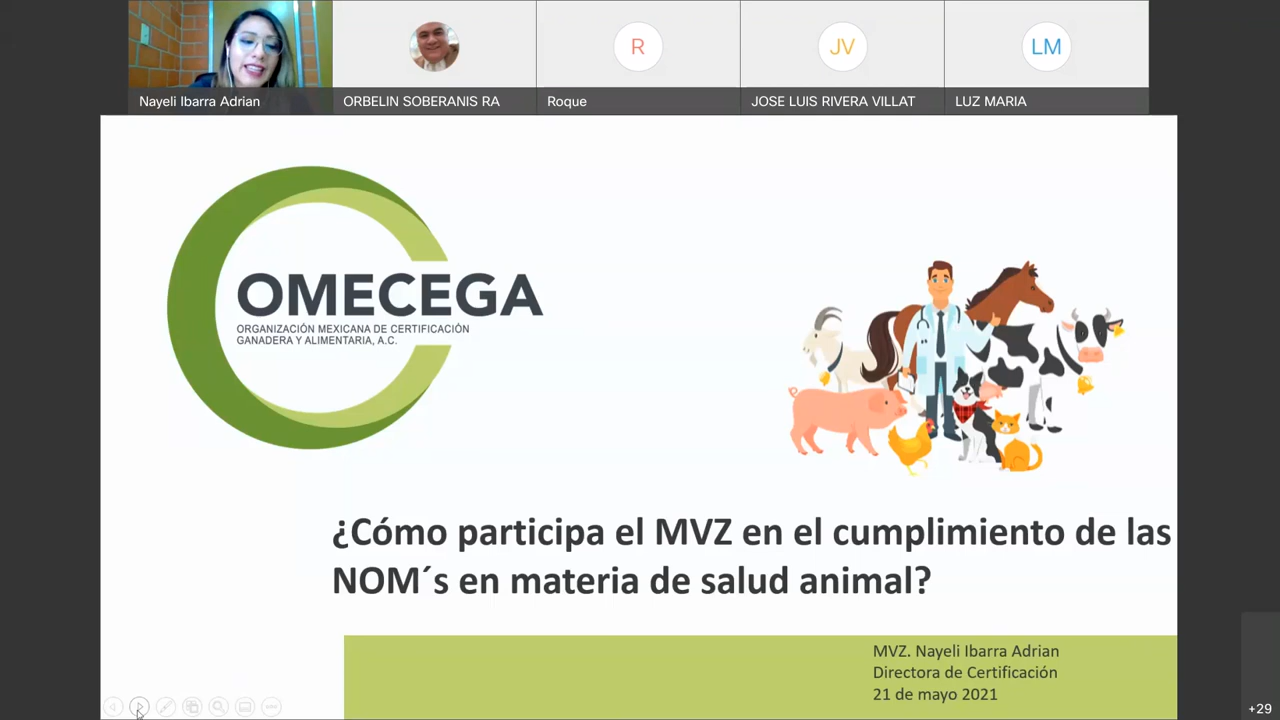 Nayeli Ibarra Adrian
ORBELIN SOBERANIS RA
R
Roque
JV
JOSE LUIS RIVERA VILLAT
LM
LUZ MARIA
OMECEGA
ORGANIZACIÓN MEXICANA DE CERTIFICACIÓN
GANADERA Y ALIMENTARIA, A.C.
¿Cómo participa el MVZ en el cumplimiento de las
NOM´s en materia de salud animal?
MVZ. Nayeli Ibarra Adrian
Directora de Certificación
21 de mayo 2021
+29